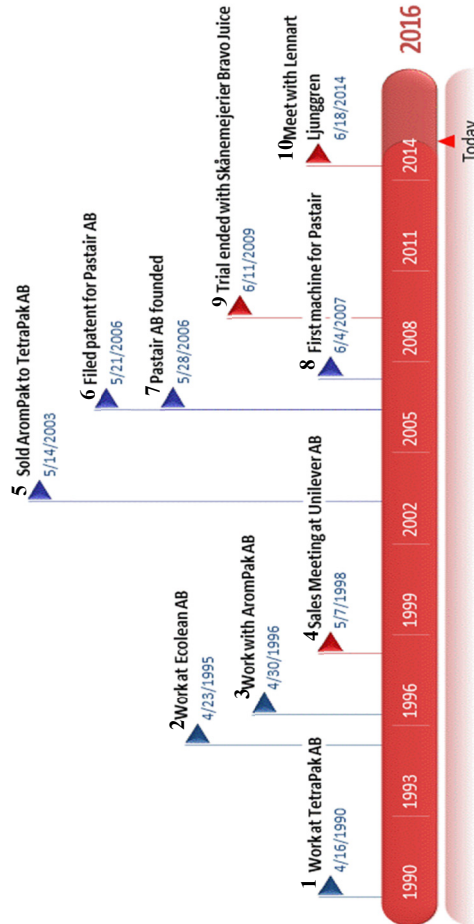 1 Work at TetraPak AB
4/16/1990
2 Work at Ecolean AB
4/23/1995
3 Work with AromPak AB
4/30/1996
4 Sales Meeting at Unilever AB
5/7/1998
5 Sold AromPak to TetraPak AB
5/14/2003
6 Filed patent for Pastair AB
5/21/2006
7 Pastair AB founded
5/28/2006
8 First machine for Pastair
6/4/2007
9 Trial ended with Skånemejerier Bravo Juice
6/11/2009
10 Meet with Lennart
Ljunggren
6/18/2014
1990 1993 1996 1999 2002 2005 2008 2011 2014 2016
Today